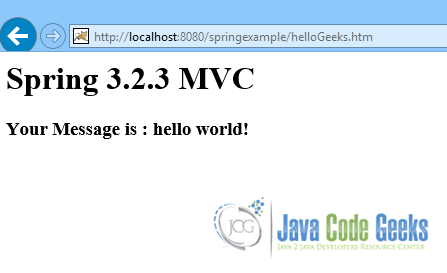 http://localhost:8080/springexample/helloGeeks.htm
Spring 3.2.3 MVC
Your Message is : hello world!
JCG
Java Code Geeks
JAVA 2 JAVA DEVELOPERS RESOURCE CENTER